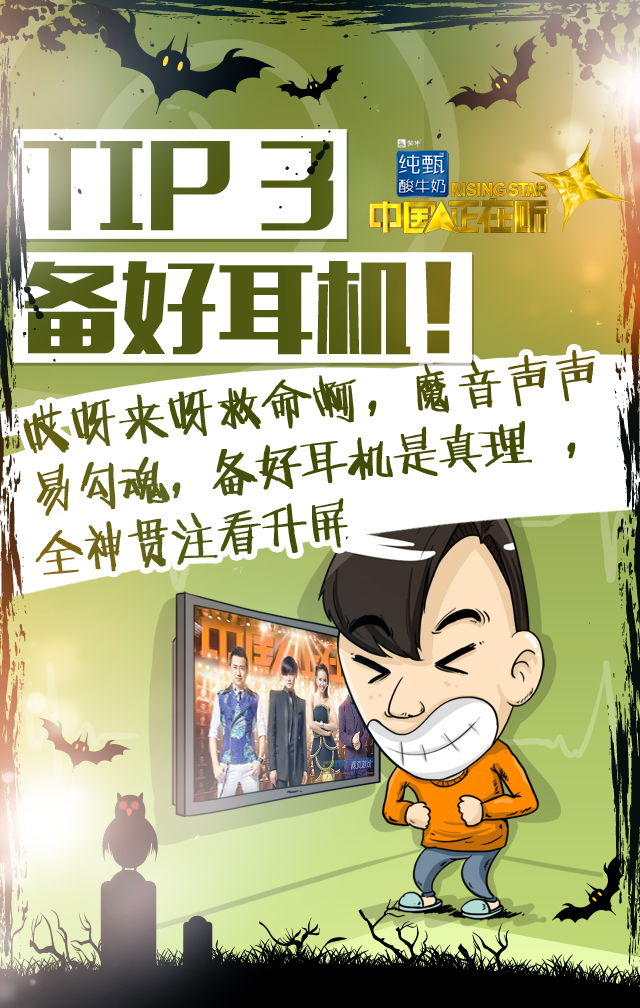 TIP 3
纯甄
酸牛奶
RISING STAR
中国正在听
备好耳机！
哎呀来呀救命啊，魔音声声
易勾魂，备好耳机是真理，
全神贯注看升屏